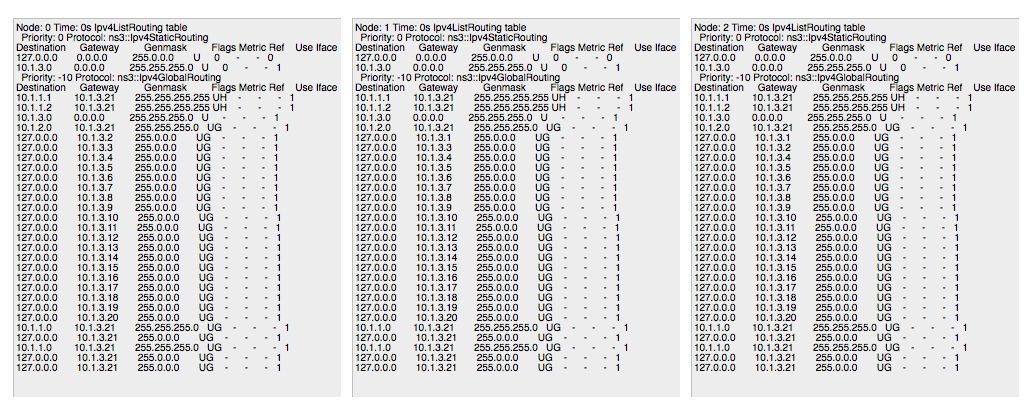 Node: 0 Time: 0s Ipv4ListRouting table
Priority: 0 Protocol: ns3::Ipv4StaticRouting
Destination Gateway Genmask Flags Metric Ref Use Iface
127.0.0.0 0.0.0.0 255.0.0.0 U 0 - - 0
10.1.3.0 0.0.0.0 255.255.255.0 U 0 - - 1
Priority: -10 Protocol: ns3::Ipv4GlobalRouting
Destination Gateway Genmask Flags Metric Ref Use Iface
10.1.1.1 10.1.3.21 255.255.255.255 UH - - - 1
10.1.1.2 10.1.3.21 255.255.255.255 UH - - - 1
10.1.3.0 0.0.0.0 255.255.255.0 U - - - 1
10.1.2.0 10.1.3.21 255.255.255.0 UG - - - 1
127.0.0.0 10.1.3.2 255.0.0.0 UG - - - 1
127.0.0.0 10.1.3.3 255.0.0.0 UG - - - 1
127.0.0.0 10.1.3.4 255.0.0.0 UG - - - 1
127.0.0.0 10.1.3.5 255.0.0.0 UG - - - 1
127.0.0.0 10.1.3.6 255.0.0.0 UG - - - 1
127.0.0.0 10.1.3.7 255.0.0.0 UG - - - 1
127.0.0.0 10.1.3.8 255.0.0.0 UG - - - 1
127.0.0.0 10.1.3.9 255.0.0.0 UG - - - 1
127.0.0.0 10.1.3.10 255.0.0.0 UG - - - 1
127.0.0.0 10.1.3.11 255.0.0.0 UG - - - 1
127.0.0.0 10.1.3.12 255.0.0.0 UG - - - 1
127.0.0.0 10.1.3.13 255.0.0.0 UG - - - 1
127.0.0.0 10.1.3.14 255.0.0.0 UG - - - 1
127.0.0.0 10.1.3.15 255.0.0.0 UG - - - 1
127.0.0.0 10.1.3.16 255.0.0.0 UG - - - 1
127.0.0.0 10.1.3.17 255.0.0.0 UG - - - 1
127.0.0.0 10.1.3.18 255.0.0.0 UG - - - 1
127.0.0.0 10.1.3.19 255.0.0.0 UG - - - 1
127.0.0.0 10.1.3.20 255.0.0.0 UG - - - 1
10.1.1.0 10.1.3.21 255.255.255.0 UG - - - 1
127.0.0.0 10.1.3.21 255.0.0.0 UG - - - 1
10.1.1.0 10.1.3.21 255.255.255.0 UG - - - 1
127.0.0.0 10.1.3.21 255.0.0.0 UG - - - 1
127.0.0.0 10.1.3.21 255.0.0.0 UG - - - 1
Node: 1 Time: 0s Ipv4ListRouting table
Priority: 0 Protocol: ns3::Ipv4StaticRouting
Destination Gateway Genmask Flags Metric Ref Use Iface
127.0.0.0 0.0.0.0 255.0.0.0 U 0 - - 0
10.1.3.0 0.0.0.0 255.255.255.0 U 0 - - 1
Priority: -10 Protocol: ns3::Ipv4GlobalRouting
Destination Gateway Genmask Flags Metric Ref Use Iface
10.1.1.1 10.1.3.21 255.255.255.255 UH - - - 1
10.1.1.2 10.1.3.21 255.255.255.255 UH - - - 1
10.1.3.0 0.0.0.0 255.255.255.0 U - - - 1
10.1.2.0 10.1.3.21 255.255.255.0 UG - - - 1
127.0.0.0 10.1.3.1 255.0.0.0 UG - - - 1
127.0.0.0 10.1.3.3 255.0.0.0 UG - - - 1
127.0.0.0 10.1.3.4 255.0.0.0 UG - - - 1
127.0.0.0 10.1.3.5 255.0.0.0 UG - - - 1
127.0.0.0 10.1.3.6 255.0.0.0 UG - - - 1
127.0.0.0 10.1.3.7 255.0.0.0 UG - - - 1
127.0.0.0 10.1.3.8 255.0.0.0 UG - - - 1
127.0.0.0 10.1.3.9 255.0.0.0 UG - - - 1
127.0.0.0 10.1.3.10 255.0.0.0 UG - - - 1
127.0.0.0 10.1.3.11 255.0.0.0 UG - - - 1
127.0.0.0 10.1.3.12 255.0.0.0 UG - - - 1
127.0.0.0 10.1.3.13 255.0.0.0 UG - - - 1
127.0.0.0 10.1.3.14 255.0.0.0 UG - - - 1
127.0.0.0 10.1.3.15 255.0.0.0 UG - - - 1
127.0.0.0 10.1.3.16 255.0.0.0 UG - - - 1
127.0.0.0 10.1.3.17 255.0.0.0 UG - - - 1
127.0.0.0 10.1.3.18 255.0.0.0 UG - - - 1
127.0.0.0 10.1.3.19 255.0.0.0 UG - - - 1
127.0.0.0 10.1.3.20 255.0.0.0 UG - - - 1
10.1.1.0 10.1.3.21 255.255.255.0 UG - - - 1
127.0.0.0 10.1.3.21 255.0.0.0 UG - - - 1
10.1.1.0 10.1.3.21 255.255.255.0 UG - - - 1
127.0.0.0 10.1.3.21 255.0.0.0 UG - - - 1
127.0.0.0 10.1.3.21 255.0.0.0 UG - - - 1
Node: 2 Time: 0s Ipv4ListRouting table
Priority: 0 Protocol: ns3::Ipv4StaticRouting
Destination Gateway Genmask Flags Metric Ref Use Iface
127.0.0.0 0.0.0.0 255.0.0.0 U 0 - - 0
10.1.3.0 0.0.0.0 255.255.255.0 U 0 - - 1
Priority: -10 Protocol: ns3::Ipv4GlobalRouting
Destination Gateway Genmask Flags Metric Ref Use Iface
10.1.1.1 10.1.3.21 255.255.255.255 UH - - - 1
10.1.1.2 10.1.3.21 255.255.255.255 UH - - - 1
10.1.3.0 0.0.0.0 255.255.255.0 U - - - 1
10.1.2.0 10.1.3.21 255.255.255.0 UG - - - 1
127.0.0.0 10.1.3.1 255.0.0.0 UG - - - 1
127.0.0.0 10.1.3.2 255.0.0.0 UG - - - 1
127.0.0.0 10.1.3.4 255.0.0.0 UG - - - 1
127.0.0.0 10.1.3.5 255.0.0.0 UG - - - 1
127.0.0.0 10.1.3.6 255.0.0.0 UG - - - 1
127.0.0.0 10.1.3.7 255.0.0.0 UG - - - 1
127.0.0.0 10.1.3.8 255.0.0.0 UG - - - 1
127.0.0.0 10.1.3.9 255.0.0.0 UG - - - 1
127.0.0.0 10.1.3.10 255.0.0.0 UG - - - 1
127.0.0.0 10.1.3.11 255.0.0.0 UG - - - 1
127.0.0.0 10.1.3.12 255.0.0.0 UG - - - 1
127.0.0.0 10.1.3.13 255.0.0.0 UG - - - 1
127.0.0.0 10.1.3.14 255.0.0.0 UG - - - 1
127.0.0.0 10.1.3.15 255.0.0.0 UG - - - 1
127.0.0.0 10.1.3.16 255.0.0.0 UG - - - 1
127.0.0.0 10.1.3.17 255.0.0.0 UG - - - 1
127.0.0.0 10.1.3.18 255.0.0.0 UG - - - 1
127.0.0.0 10.1.3.19 255.0.0.0 UG - - - 1
127.0.0.0 10.1.3.20 255.0.0.0 UG - - - 1
10.1.1.0 10.1.3.21 255.255.255.0 UG - - - 1
127.0.0.0 10.1.3.21 255.0.0.0 UG - - - 1
10.1.1.0 10.1.3.21 255.255.255.0 UG - - - 1
127.0.0.0 10.1.3.21 255.0.0.0 UG - - - 1
127.0.0.0 10.1.3.21 255.0.0.0 UG - - - 1